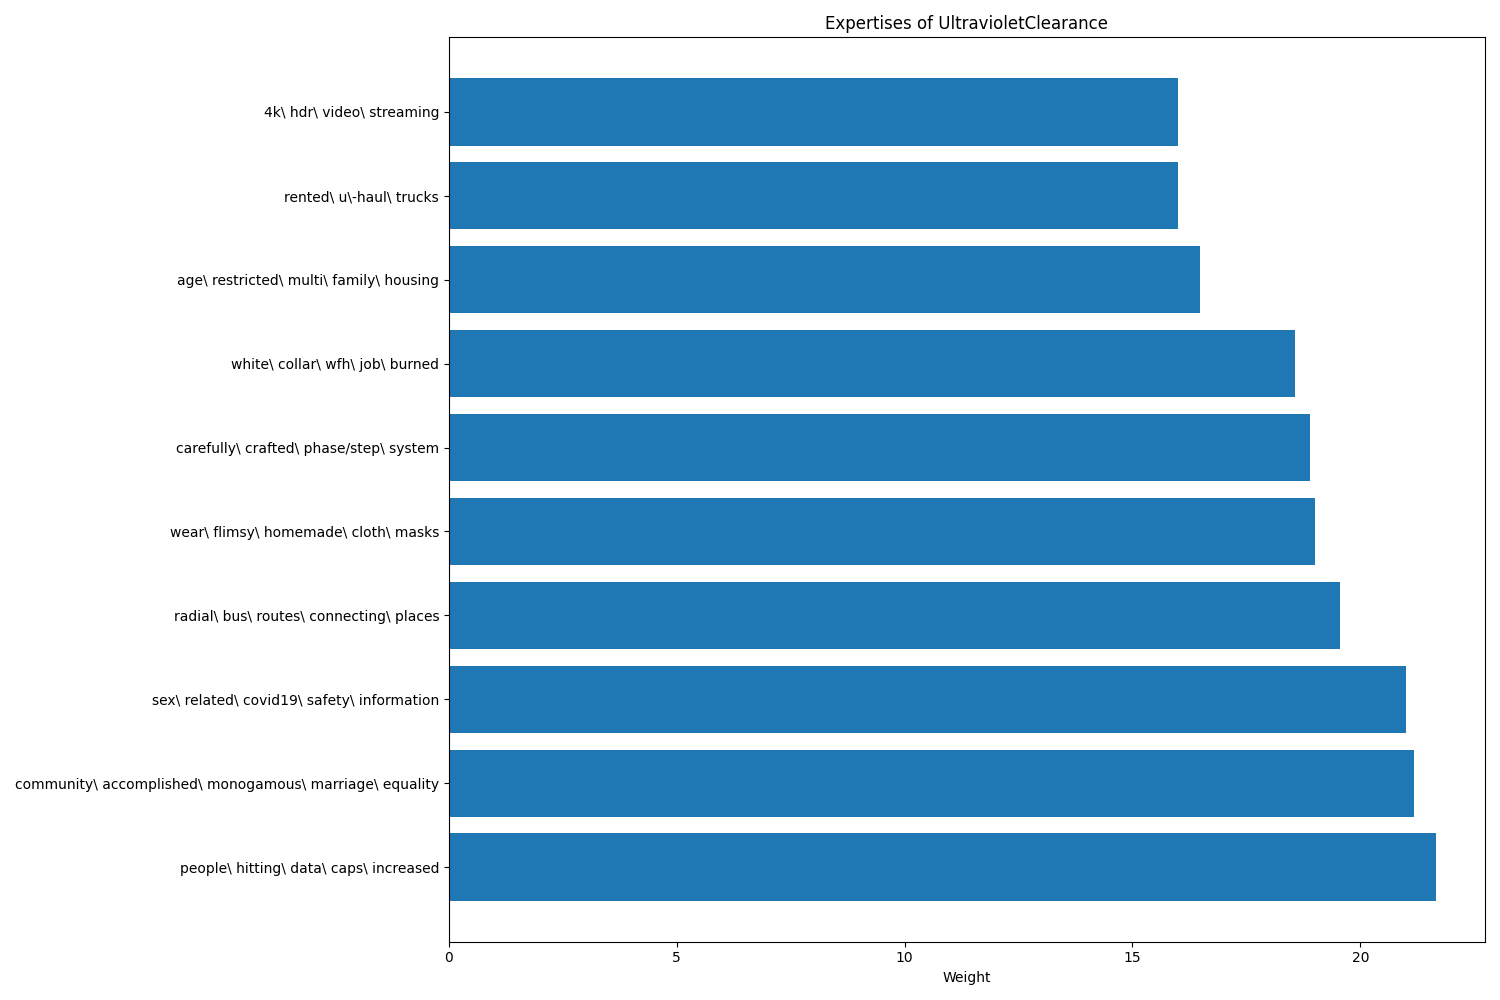 Expertises of UltravioletClearance
4k\ hdr\ video\ streaming
rented\ u\-haul\ trucks
age\ restricted\ multi\ family\ housing
white\ collar\ wfh\ job\ burned
carefully\ crafted\ phase/step\ system
wear\ flimsy\ homemade\ cloth\ masks
radial\ bus\ routes\ connecting\ places
sex\ related\ covid19\ safety\ information
community\ accomplished\ monogamous\ marriage\ equality
people\ hitting\ data\ caps\ increased
0 5 10 15 20
Weight